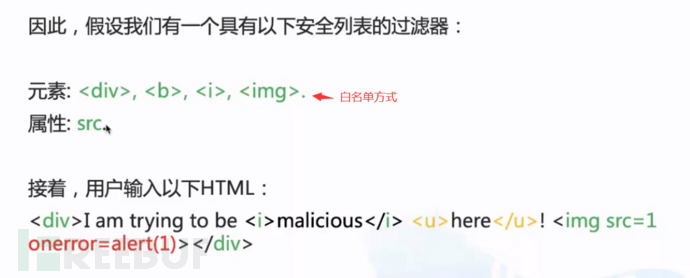 因此，假设我们有一个具有以下安全列表的过滤器：
元素: <div>, <b>, <i>, <img>. 白名单方式
属性: src.
接着，用户输入以下HTML：
<div>I am trying to be <i>malicious</i> <u>here</u>! <img src=1
onerror=alert(1)></div>
REEBUF